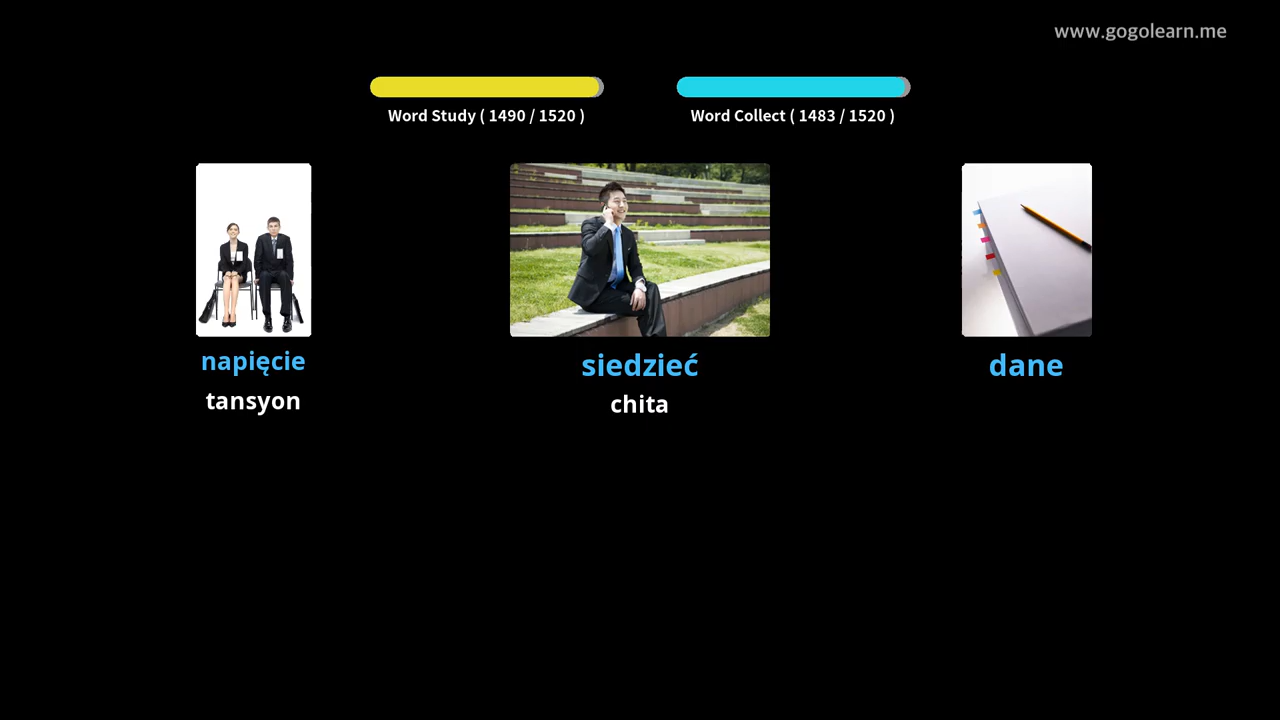 www.gogolearn.me
Word Study ( 1490 / 1520 )
Word Collect ( 1483 / 1520 )
napięcie
tansyon
siedzieć
chita
dane